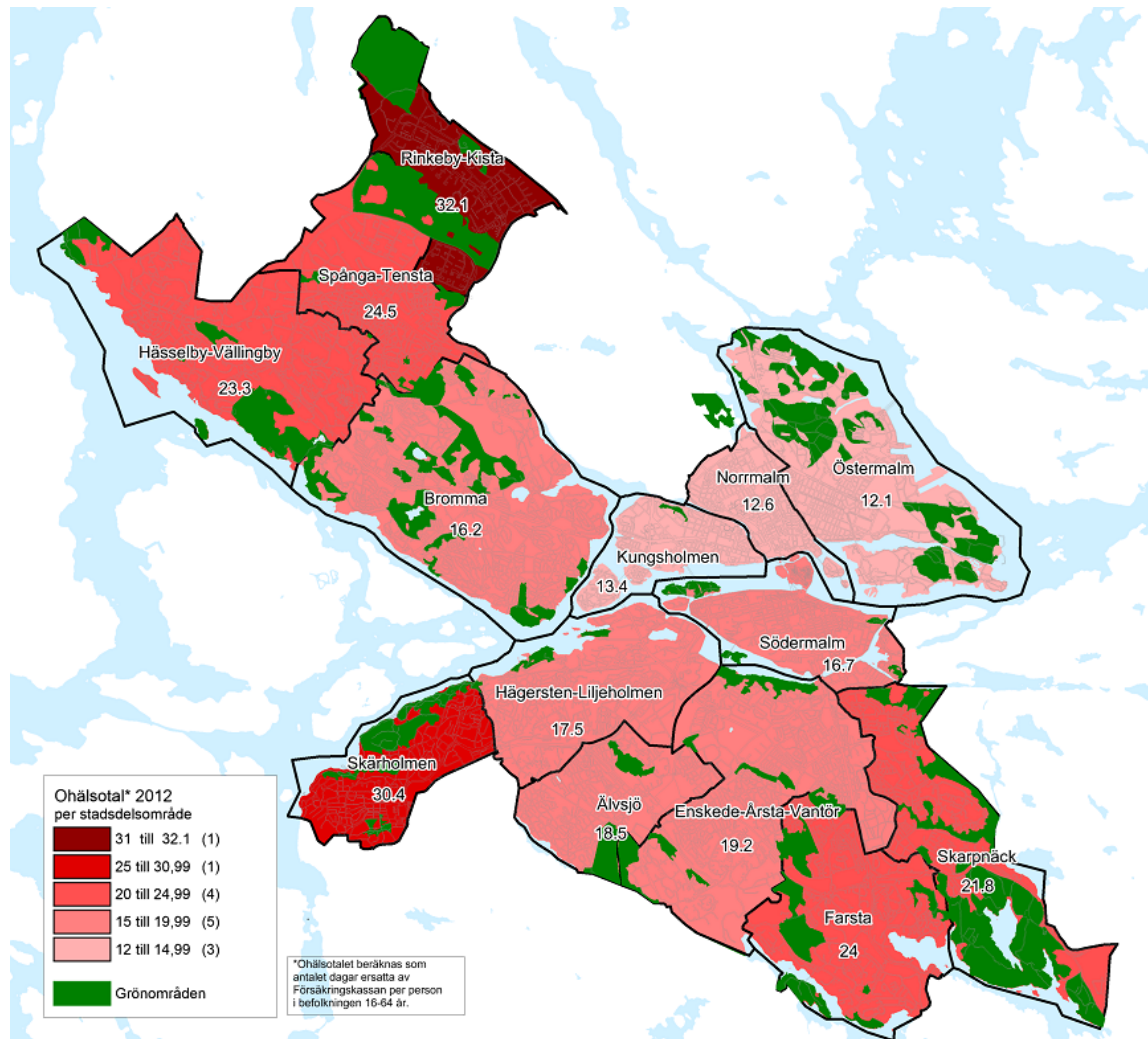 Rinkeby-Kista
32.1
Spånga-Tensta
24.5
Hässelby-Vällingby
23.3
Bromma
16.2
Norrmalm
12.6
Östermalm
12.1
Kungsholmen
13.4
Södermalm
16.7
Hägersten-Liljeholmen
17.5
Skärholmen
30.4
Älvsjö
18.5
Enskede-Årsta-Vantör
19.2
Skarpnäck
21.8
Farsta
24
Ohälsotal* 2012
per stadsdelsområde
31 till 32.1 (1)
25 till 30,99 (1)
20 till 24,99 (4)
15 till 19,99 (5)
12 till 14,99 (3)
Grönområden
*Ohälsotalet beräknas som
antalet dagar ersatta av
Försäkringskassan per person
i befolkningen 16-64 år.